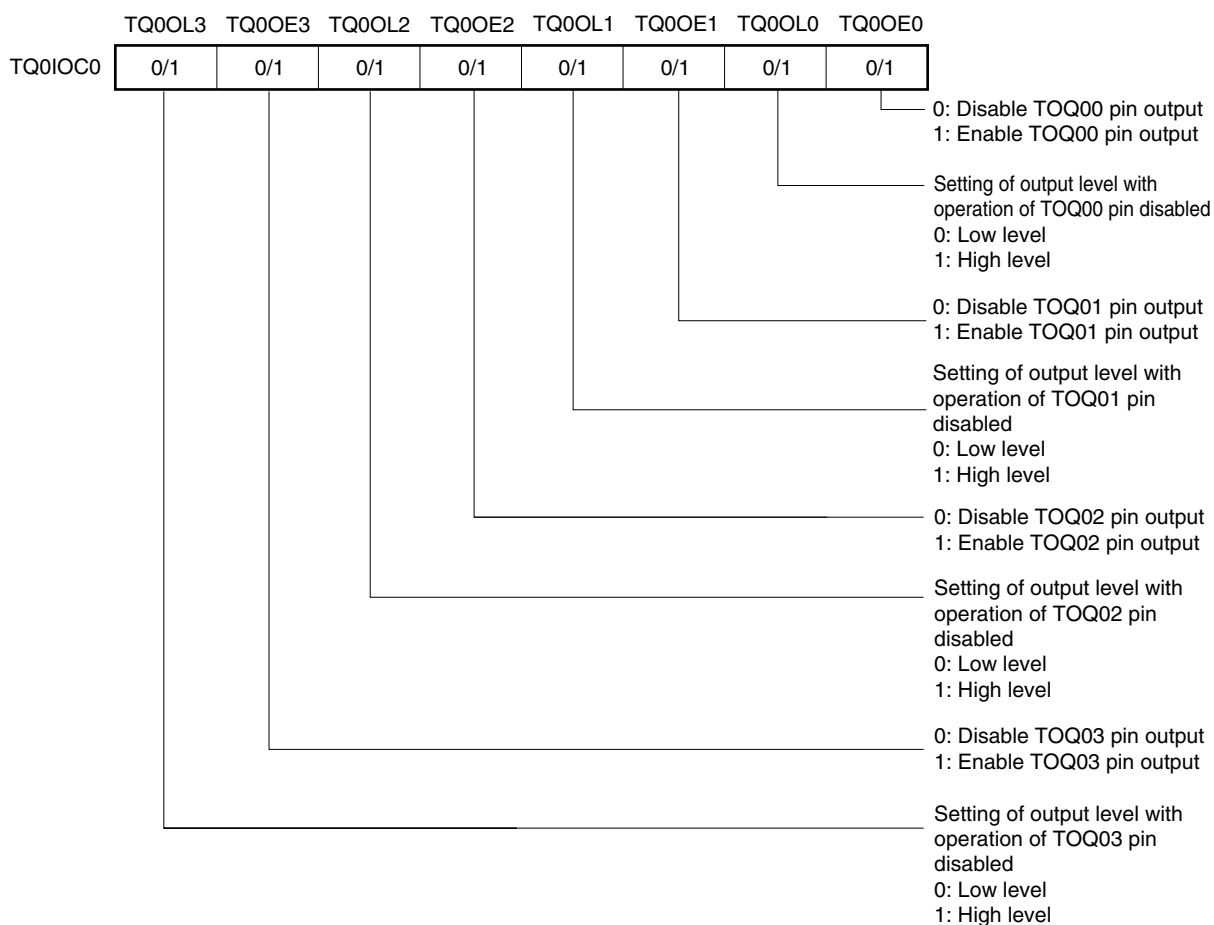 TQ0OL3 TQ0OE3 TQ0OL2 TQ0OE2 TQ0OL1 TQ0OE1 TQ0OL0 TQ0OE0
TQ0IOC0 0/1 0/1 0/1 0/1 0/1 0/1 0/1 0/1
0: Disable TOQ00 pin output
1: Enable TOQ00 pin output
Setting of output level with
operation of TOQ00 pin disabled
0: Low level
1: High level
0: Disable TOQ01 pin output
1: Enable TOQ01 pin output
Setting of output level with
operation of TOQ01 pin
disabled
0: Low level
1: High level
0: Disable TOQ02 pin output
1: Enable TOQ02 pin output
Setting of output level with
operation of TOQ02 pin
disabled
0: Low level
1: High level
0: Disable TOQ03 pin output
1: Enable TOQ03 pin output
Setting of output level with
operation of TOQ03 pin
disabled
0: Low level
1: High level